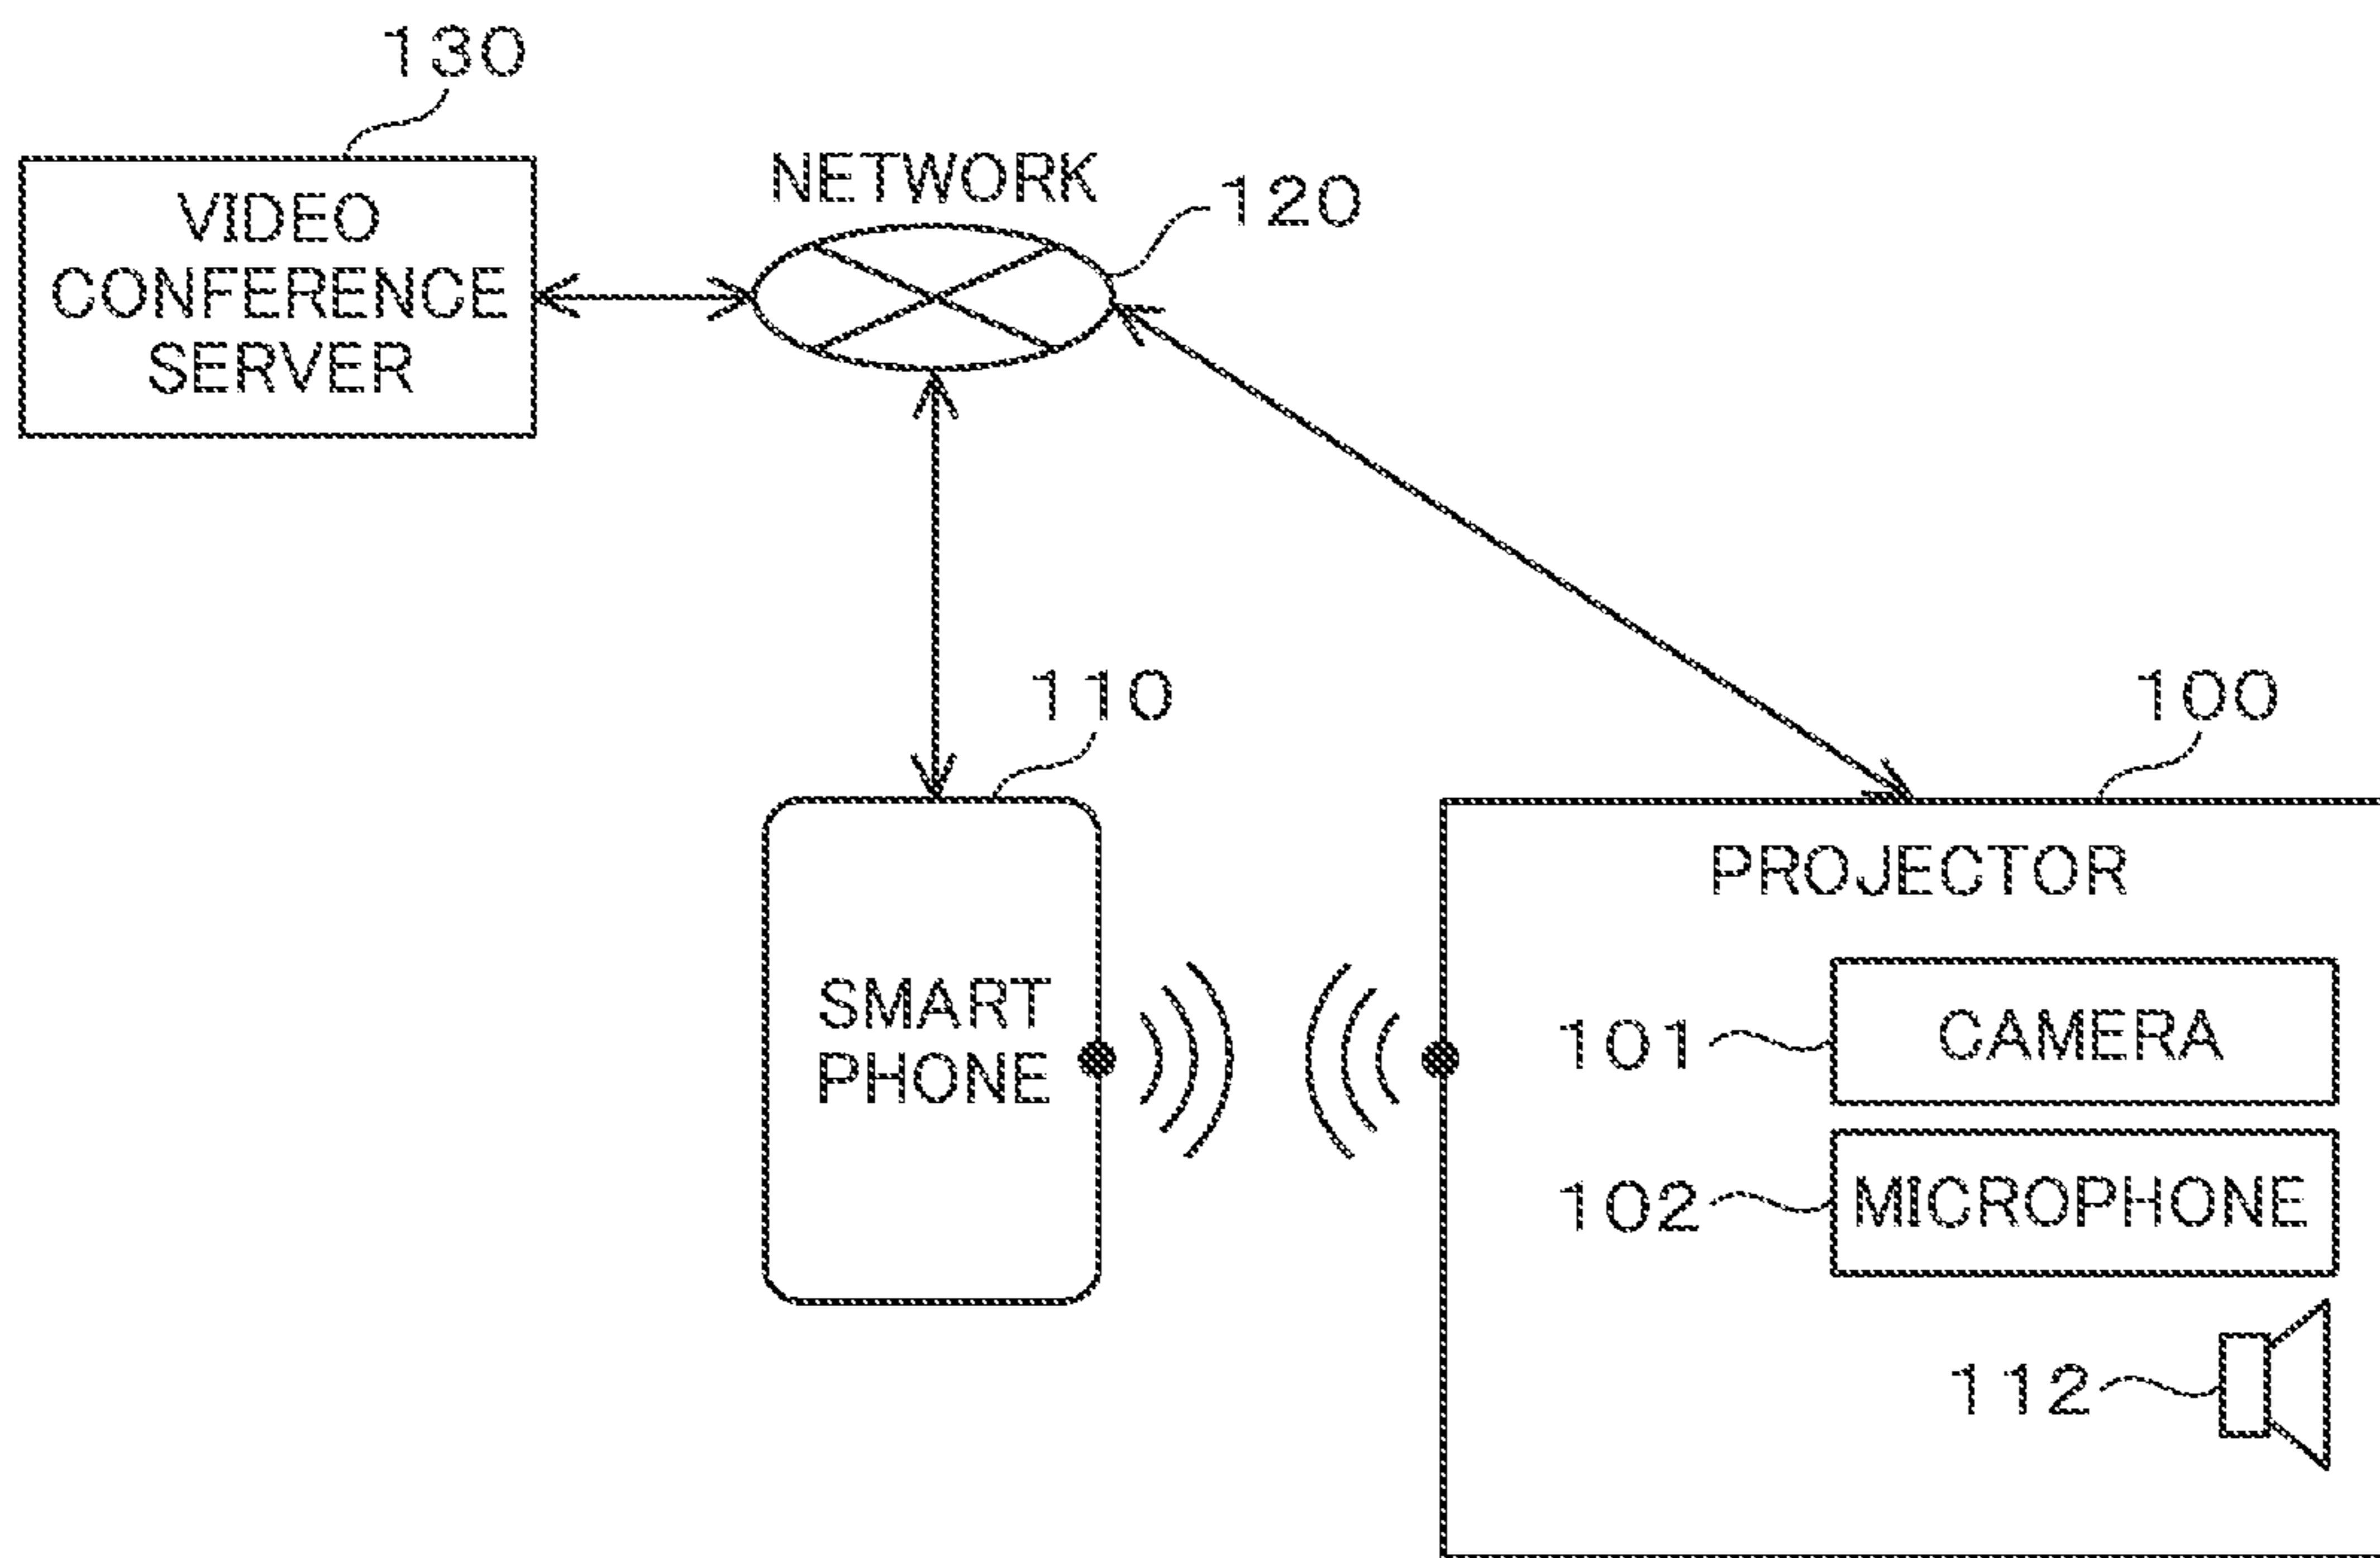 130
VIDEO
CONFERENCE
SERVER
NETWORK
120
110
100
SMART
PHONE
PROJECTOR
101
CAMERA
102
MICROPHONE
112